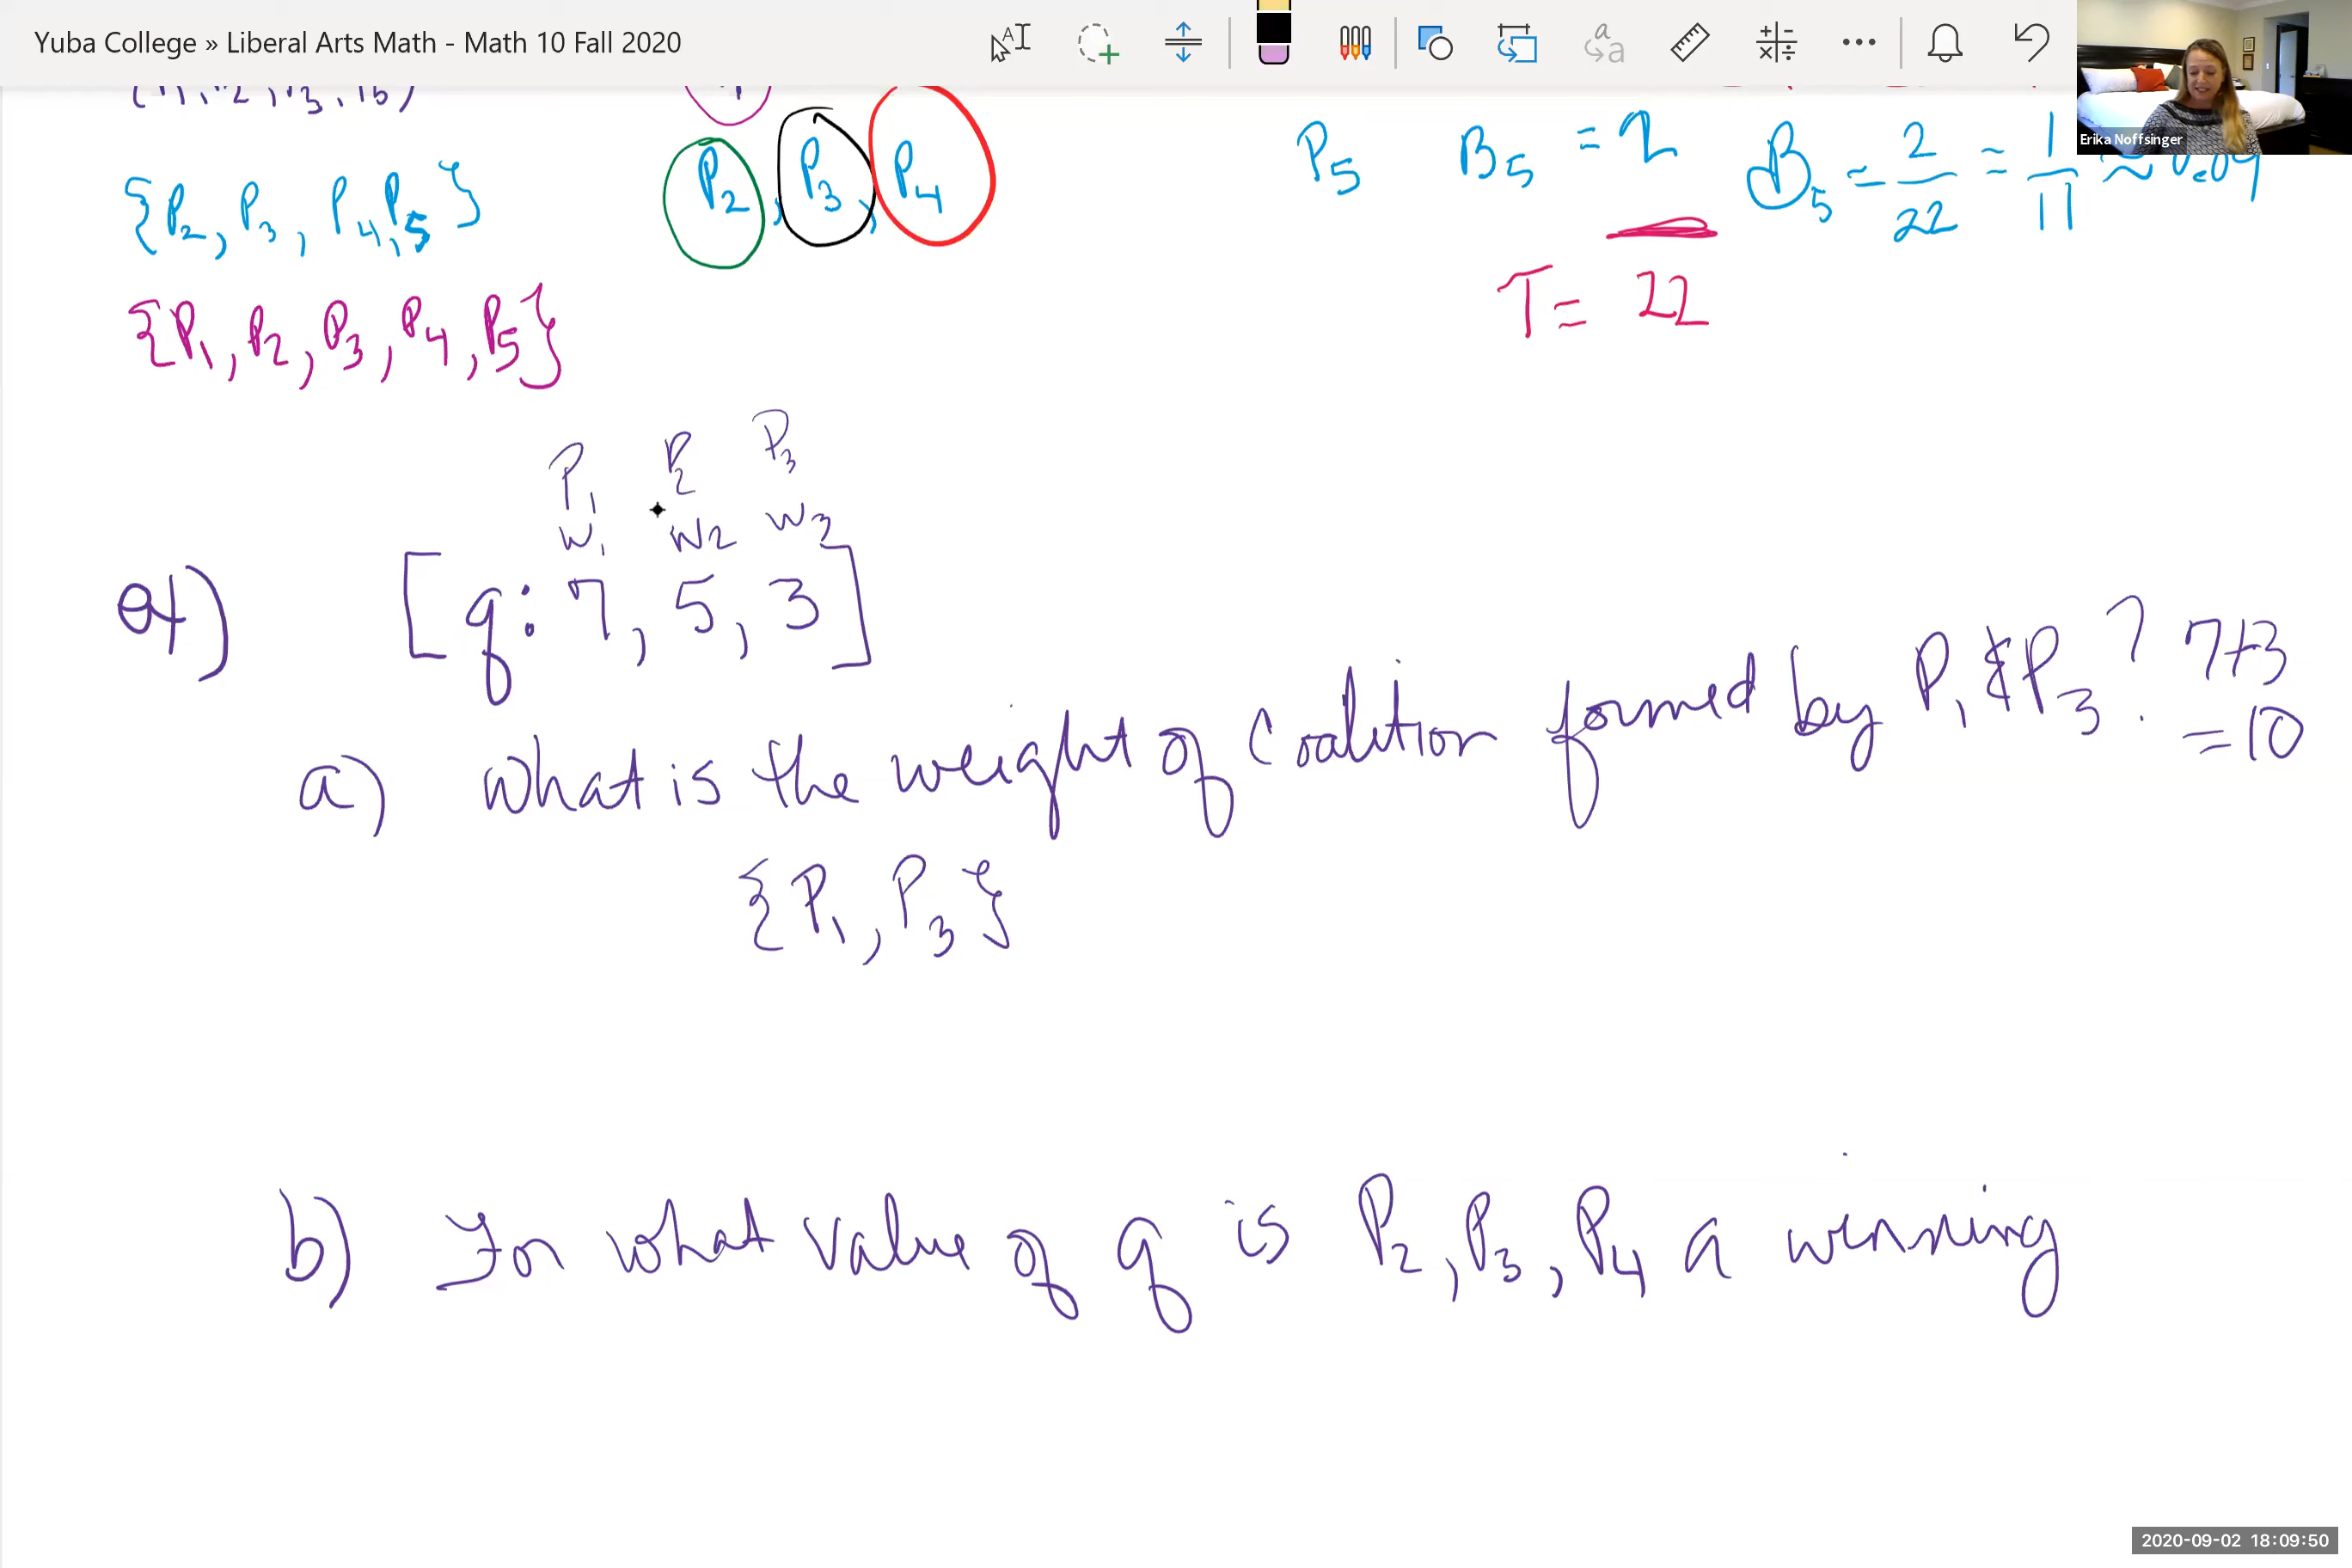 Yuba College » Liberal Arts Math - Math 10 Fall 2020
Erika Noffsinger
{P2, P3, P4, P5} P2, P3, P4 P5 B5 = 2 B5 = 2/22 = 1/11 ≈ 0.09
T = 22
{P1, P2, P3, P4, P5}
P1 P2 P3
W1 W2 W3
[q: 7, 5, 3]
a) What is the weight of Coalition formed by P1 & P3? 7+3
=10
{P1, P3}
b) For what value of q is P2, P3, P4 a winning
2020-09-02 18:09:50